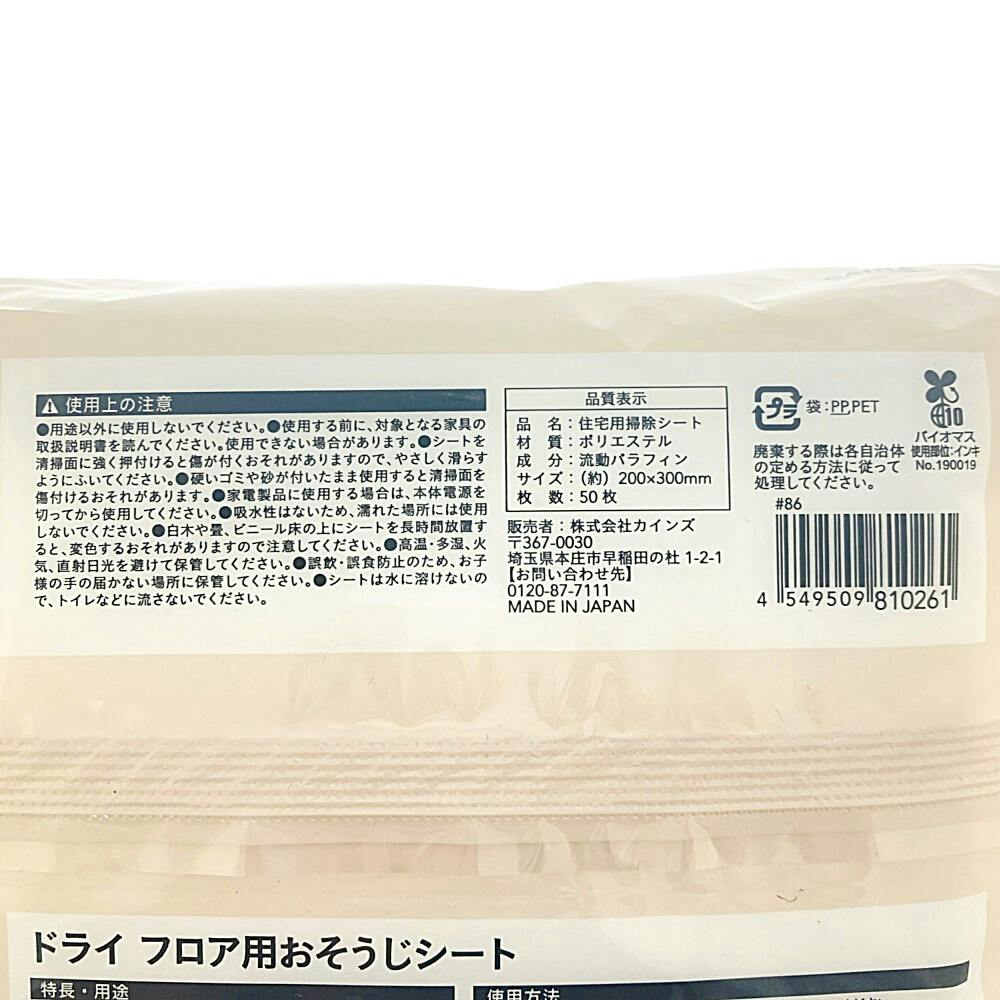 ⚠ 使用上の注意
●用途以外に使用しないでください。●使用する前に、対象となる家具の
取扱説明書を読んでください。使用できない場合があります。●シートを
清掃面に強く押付けると傷が付くおそれがありますので、やさしく滑らす
ようにふいてください。●硬いゴミや砂が付いたまま使用すると清掃面を
傷付けるおそれがあります。●家電製品に使用する場合は、本体電源を
切ってから使用してください。●吸水性はないため、濡れた場所には使用
しないでください。●白木や畳、ビニール床の上にシートを長時間放置す
ると、変色するおそれがありますので注意してください。●高温・多湿、火
気、直射日光を避けて保管してください。●誤飲・誤食防止のため、お子
様の手の届かない場所に保管してください。●シートは水に溶けないの
で、トイレなどに流さないでください。
品質表示
品 名：住宅用掃除シート
材 質：ポリエステル
成 分：流動パラフィン
サイズ：（約）200×300mm
枚 数：50枚
販売者：株式会社カインズ
〒367-0030
埼玉県本庄市早稲田の杜 1-2-1
【お問い合わせ先】
0120-87-7111
MADE IN JAPAN
プラ 袋：PP,PET
10
バイオマス
使用部位：インキ
No.190019
廃棄する際は各自治体
の定める方法に従って
処理してください。
#86
4 549509 810261
ドライ フロア用おそうじシート
特長・用途
使用方法